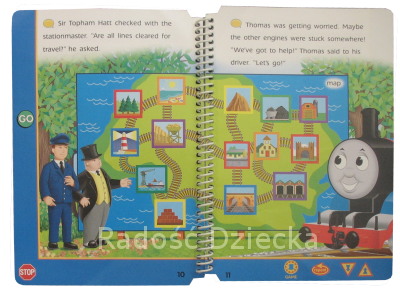 Sir Topham Hatt checked with the
stationmaster. "Are all lines cleared for
travel?" he asked.
Thomas was getting worried. Maybe
the other engines were stuck somewhere!
"We've got to help!" Thomas said to his
driver. "Let's go!"
map
GO
Radość Dziecka
STOP
10
11
GAME